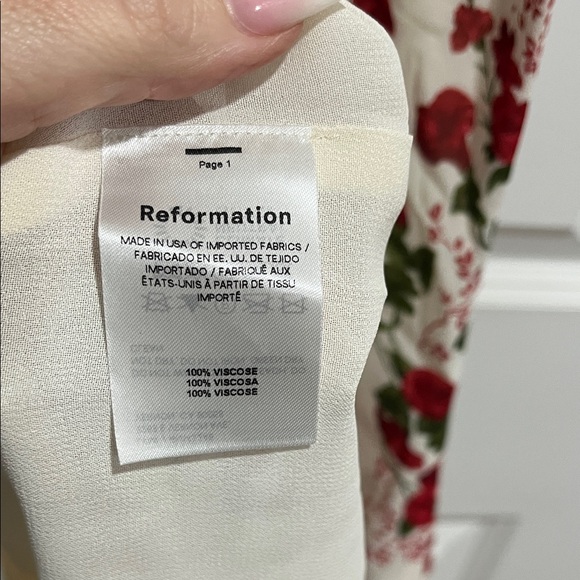 Page 1
Reformation
MADE IN USA OF IMPORTED FABRICS /
FABRICADO EN EE. UU. DE TEJIDO
IMPORTADO / FABRIQUÉ AUX
ÉTATS-UNIS À PARTIR DE TISSU
IMPORTÉ
100% VISCOSE
100% VISCOSA
100% VISCOSE